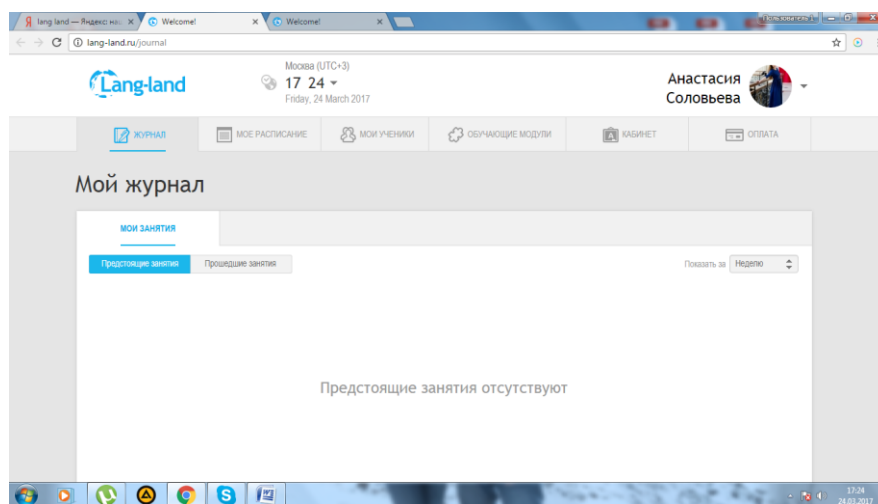 lang land — Яндекс на
Welcome!
Welcome!
lang-land.ru/journal
Lang-land
Москва (UTC+3)
17 24
Friday, 24 March 2017
Анастасия
Соловьева
ЖУРНАЛ
МОЕ РАСПИСАНИЕ
МОИ УЧЕНИКИ
ОБУЧАЮЩИЕ МОДУЛИ
КАБИНЕТ
ОПЛАТА
Мой журнал
МОИ ЗАНЯТИЯ
Предстоящие занятия
Прошедшие занятия
Показать за
Неделю
Предстоящие занятия отсутствуют
17:24
24.03.2017